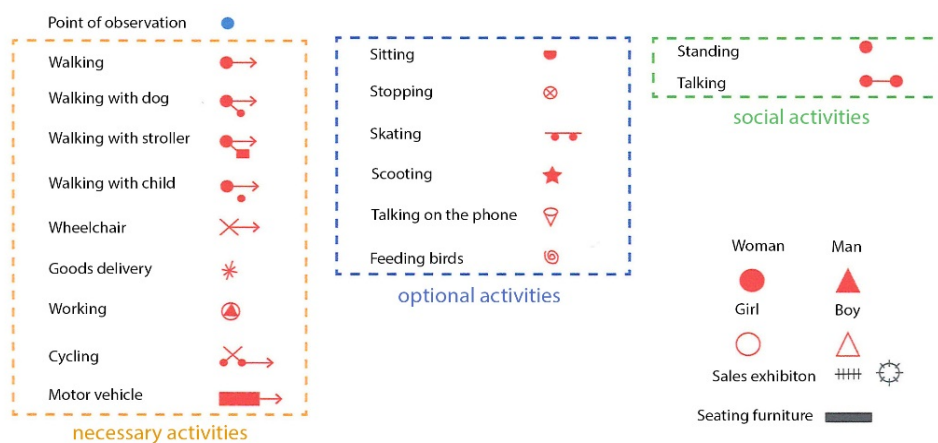 Point of observation
Walking
Walking with dog
Walking with stroller
Walking with child
Wheelchair
Goods delivery
Working
Cycling
Motor vehicle
necessary activities
Sitting
Stopping
Skating
Scooting
Talking on the phone
Feeding birds
optional activities
Standing
Talking
social activities
Woman Man
Girl Boy
Sales exhibiton
Seating furniture